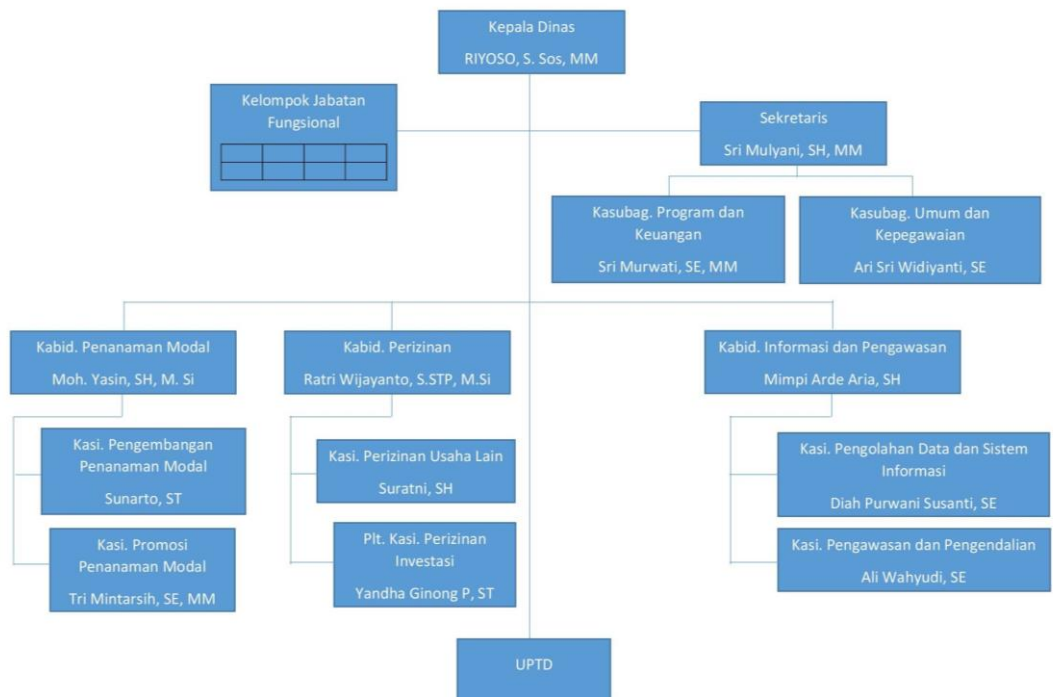 Kepala Dinas
RIYOSO, S. Sos, MM
Kelompok Jabatan
Fungsional
Sekretaris
Sri Mulyani, SH, MM
Kasubag. Program dan
Keuangan
Sri Murwati, SE, MM
Kasubag. Umum dan
Kepegawaian
Ari Sri Widiyanti, SE
Kabid. Penanaman Modal
Moh. Yasin, SH, M. Si
Kabid. Perizinan
Ratri Wijayanto, S.STP, M.Si
Kabid. Informasi dan Pengawasan
Mimpi Arde Aria, SH
Kasi. Pengembangan
Penanaman Modal
Sunarto, ST
Kasi. Promosi
Penanaman Modal
Tri Mintarsih, SE, MM
Kasi. Perizinan Usaha Lain
Suratni, SH
Plt. Kasi. Perizinan
Investasi
Yandha Ginong P, ST
Kasi. Pengolahan Data dan Sistem
Informasi
Diah Purwani Susanti, SE
Kasi. Pengawasan dan Pengendalian
Ali Wahyudi, SE
UPTD